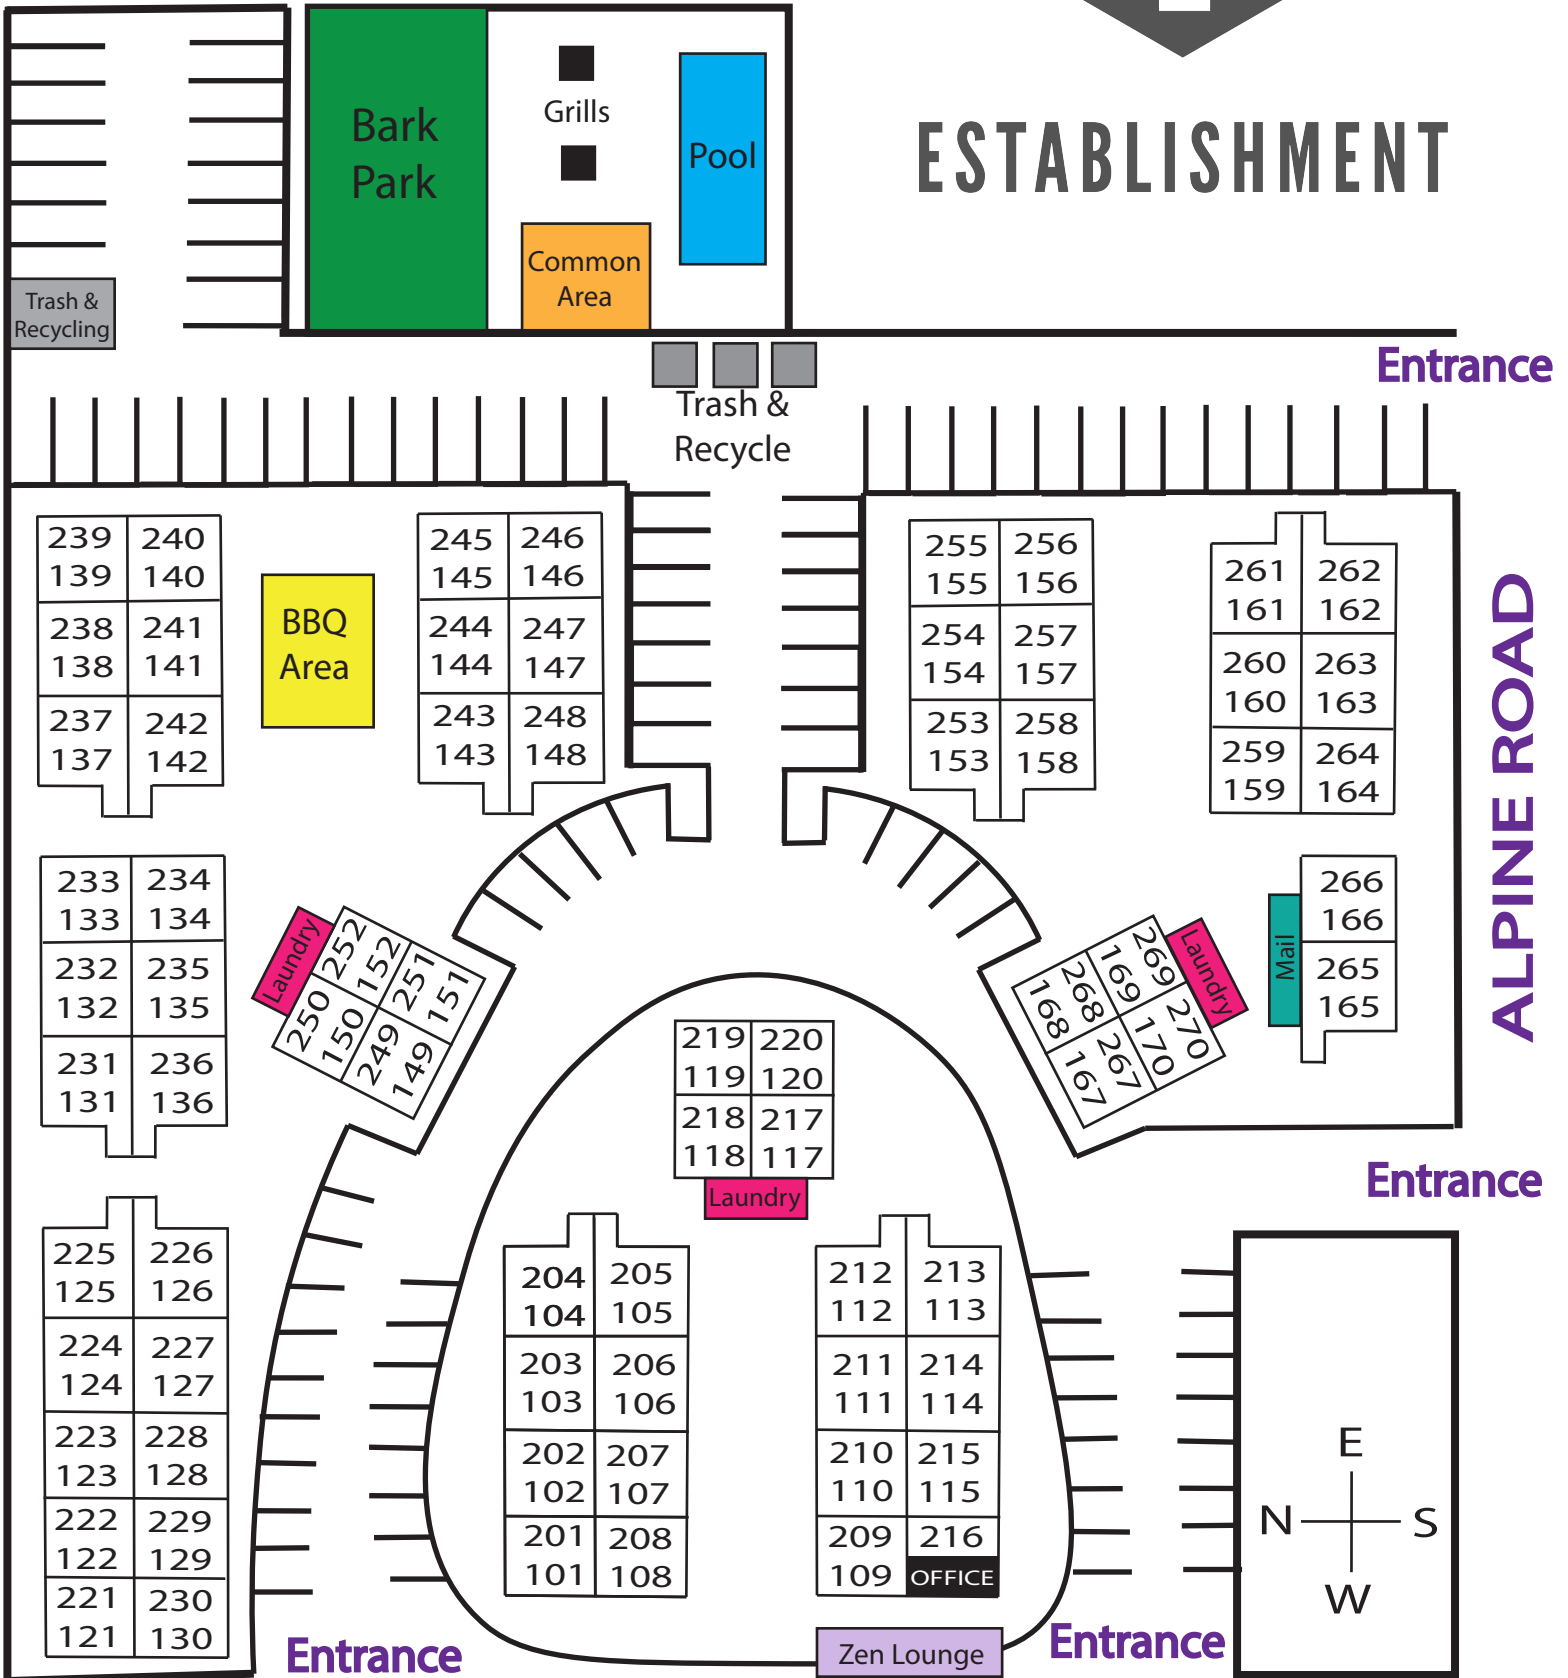 ESTABLISHMENT
Bark
Park
Grills
Pool
Common
Area
Trash &
Recycling
Entrance
Trash &
Recycle
239 240
139 140
238 241
138 141
237 242
137 142
BBQ
Area
245 246
145 146
244 247
144 147
243 248
143 148
255 256
155 156
254 257
154 157
253 258
153 158
261 262
161 162
260 263
160 163
259 264
159 164
ALPINE ROAD
233 234
133 134
232 235
132 135
231 236
131 136
Laundry
252 251
152 151
250 249
150 149
269 270
169 170
268 267
168 167
Laundry
Mail
266
166
265
165
219 220
119 120
218 217
118 117
Laundry
Entrance
225 226
125 126
224 227
124 127
223 228
123 128
222 229
122 129
221 230
121 130
204 205
104 105
203 206
103 106
202 207
102 107
201 208
101 108
212 213
112 113
211 214
111 114
210 215
110 115
209 216
109 OFFICE
E
N S
W
Entrance
Zen Lounge
Entrance